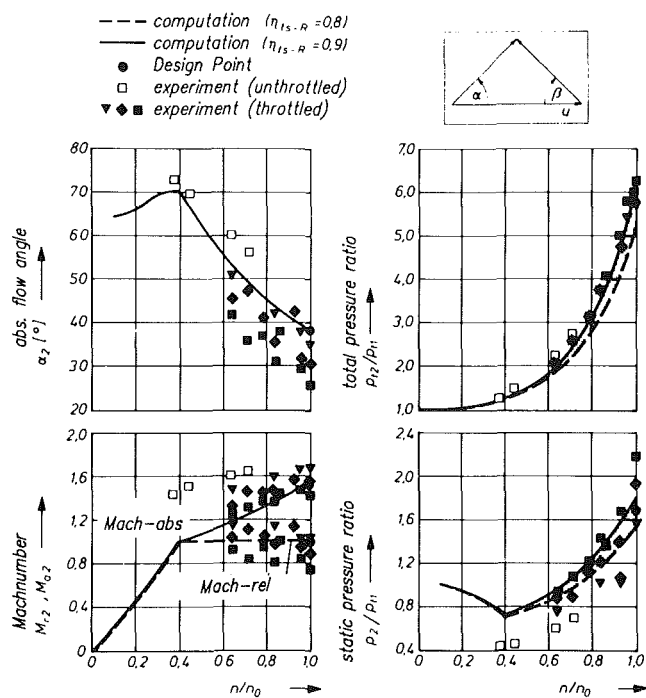 computation (η_ts-R = 0,8)
computation (η_ts-R = 0,9)
Design Point
experiment (unthrottled)
experiment (throttled)
α β
u
abs. flow angle
α₂ [°]
80
70
60
50
40
30
20
total pressure ratio
p_t2/p_t1
7,0
6,0
5,0
4,0
3,0
2,0
1,0
Machnumber
M_r2, M_a2
2,0
1,6
1,2
0,8
0,4
0
Mach-abs
Mach-rel
0 0,2 0,4 0,6 0,8 1,0
n/n₀
static pressure ratio
p₂/p_t1
2,4
2,0
1,6
1,2
0,8
0,4
0 0,2 0,4 0,6 0,8 1,0
n/n₀